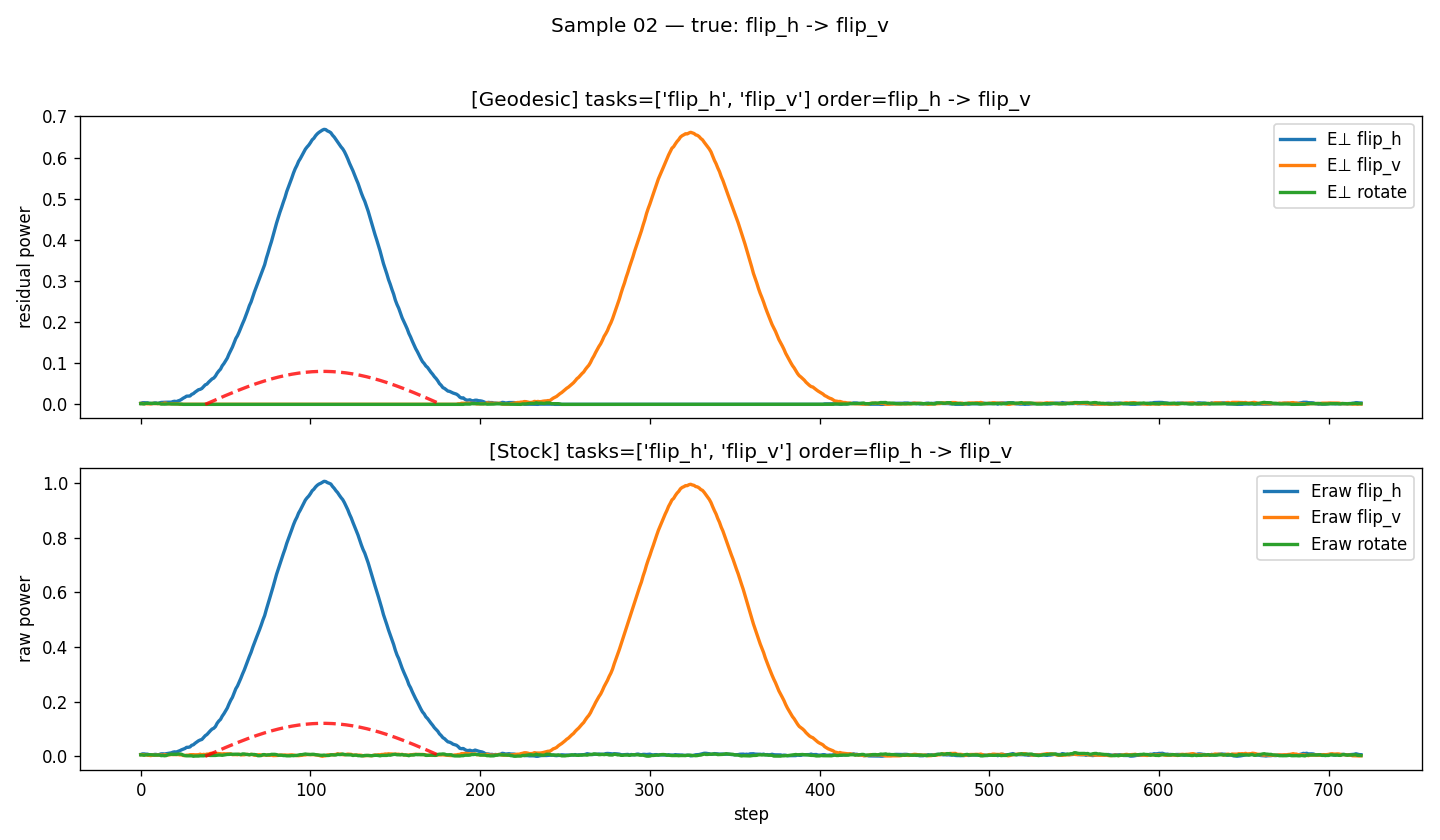 Sample 02 — true: flip_h -> flip_v
[Geodesic] tasks=['flip_h', 'flip_v'] order=flip_h -> flip_v
0.7
0.6
0.5
0.4
0.3
0.2
0.1
0.0
residual power
E⊥ flip_h
E⊥ flip_v
E⊥ rotate
[Stock] tasks=['flip_h', 'flip_v'] order=flip_h -> flip_v
1.0
0.8
0.6
0.4
0.2
0.0
raw power
Eraw flip_h
Eraw flip_v
Eraw rotate
0 100 200 300 400 500 600 700
step